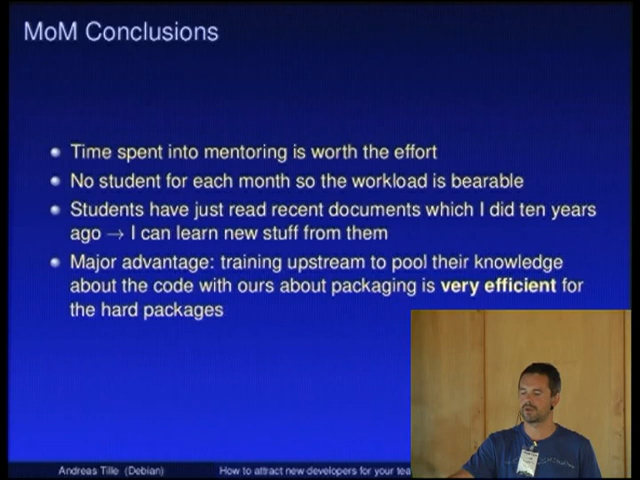 MoM Conclusions
Time spent into mentoring is worth the effort
No student for each month so the workload is bearable
Students have just read recent documents which I did ten years
ago → I can learn new stuff from them
Major advantage: training upstream to pool their knowledge
about the code with ours about packaging is very efficient for
the hard packages
Andreas Tille (Debian) How to attract new developers for your